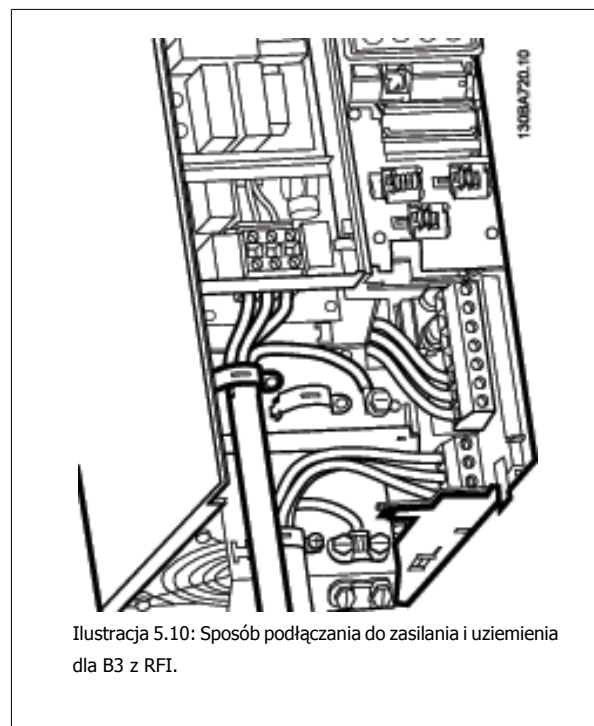 130BA720.10
Ilustracja 5.10: Sposób podłączania do zasilania i uziemienia
dla B3 z RFI.